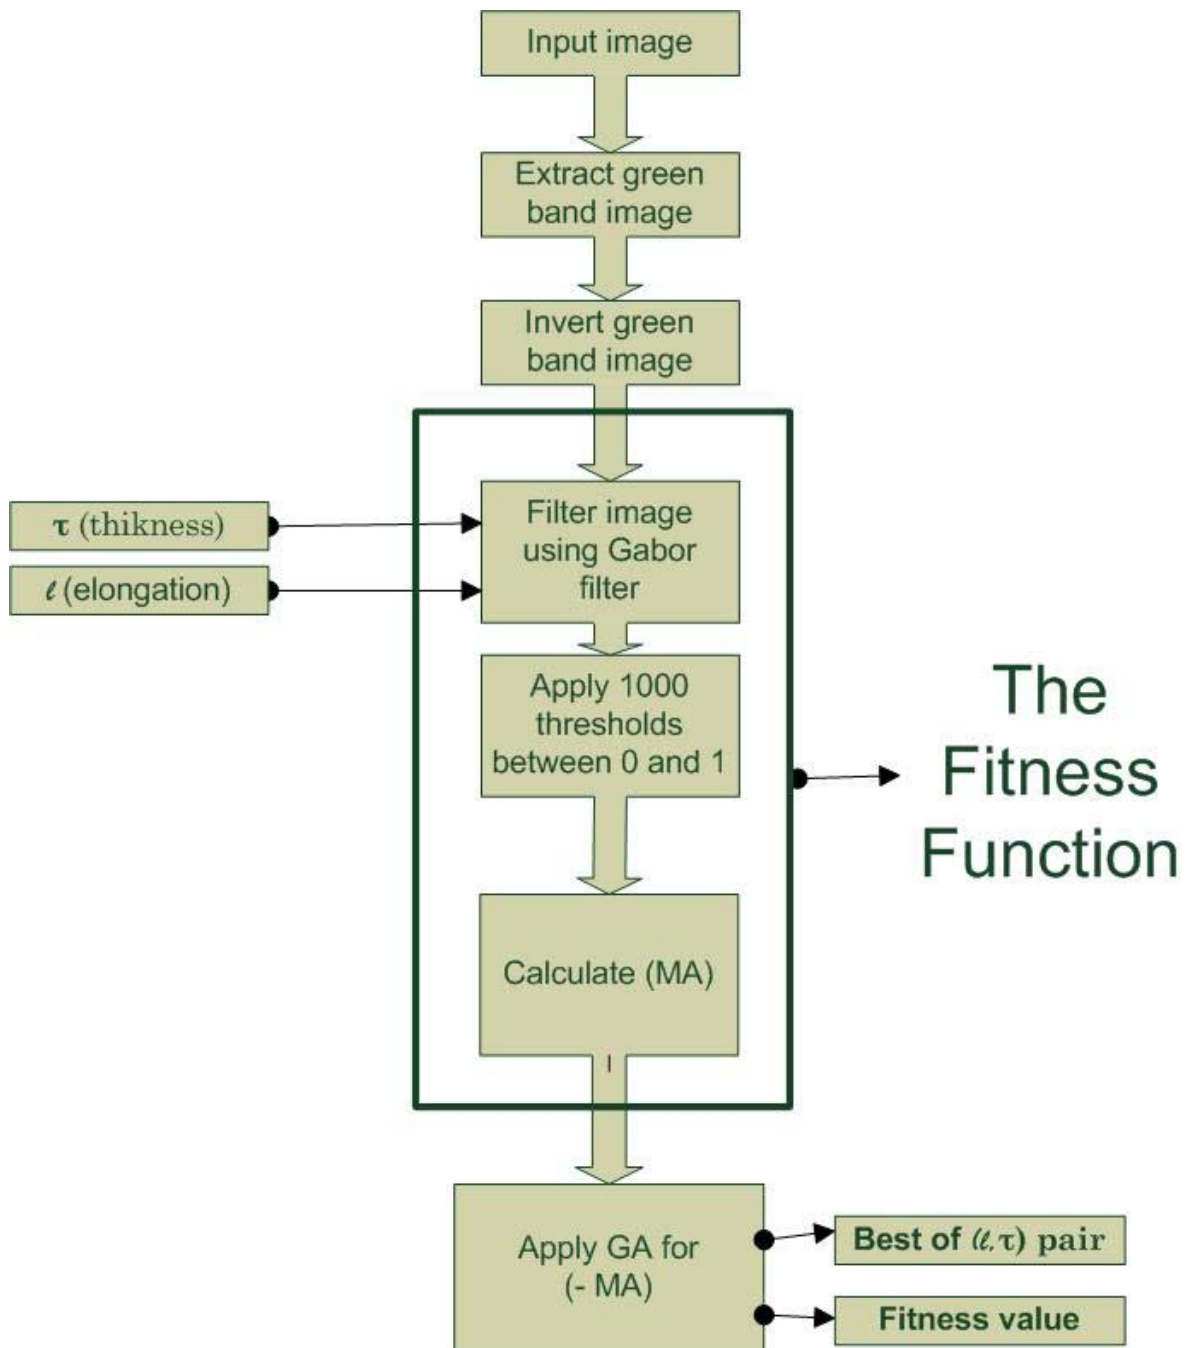 Input image
Extract green
band image
Invert green
band image
τ (thikness)
ℓ (elongation)
Filter image
using Gabor
filter
Apply 1000
thresholds
between 0 and 1
The
Fitness
Function
Calculate (MA)
Apply GA for
(- MA)
Best of (ℓ,τ) pair
Fitness value